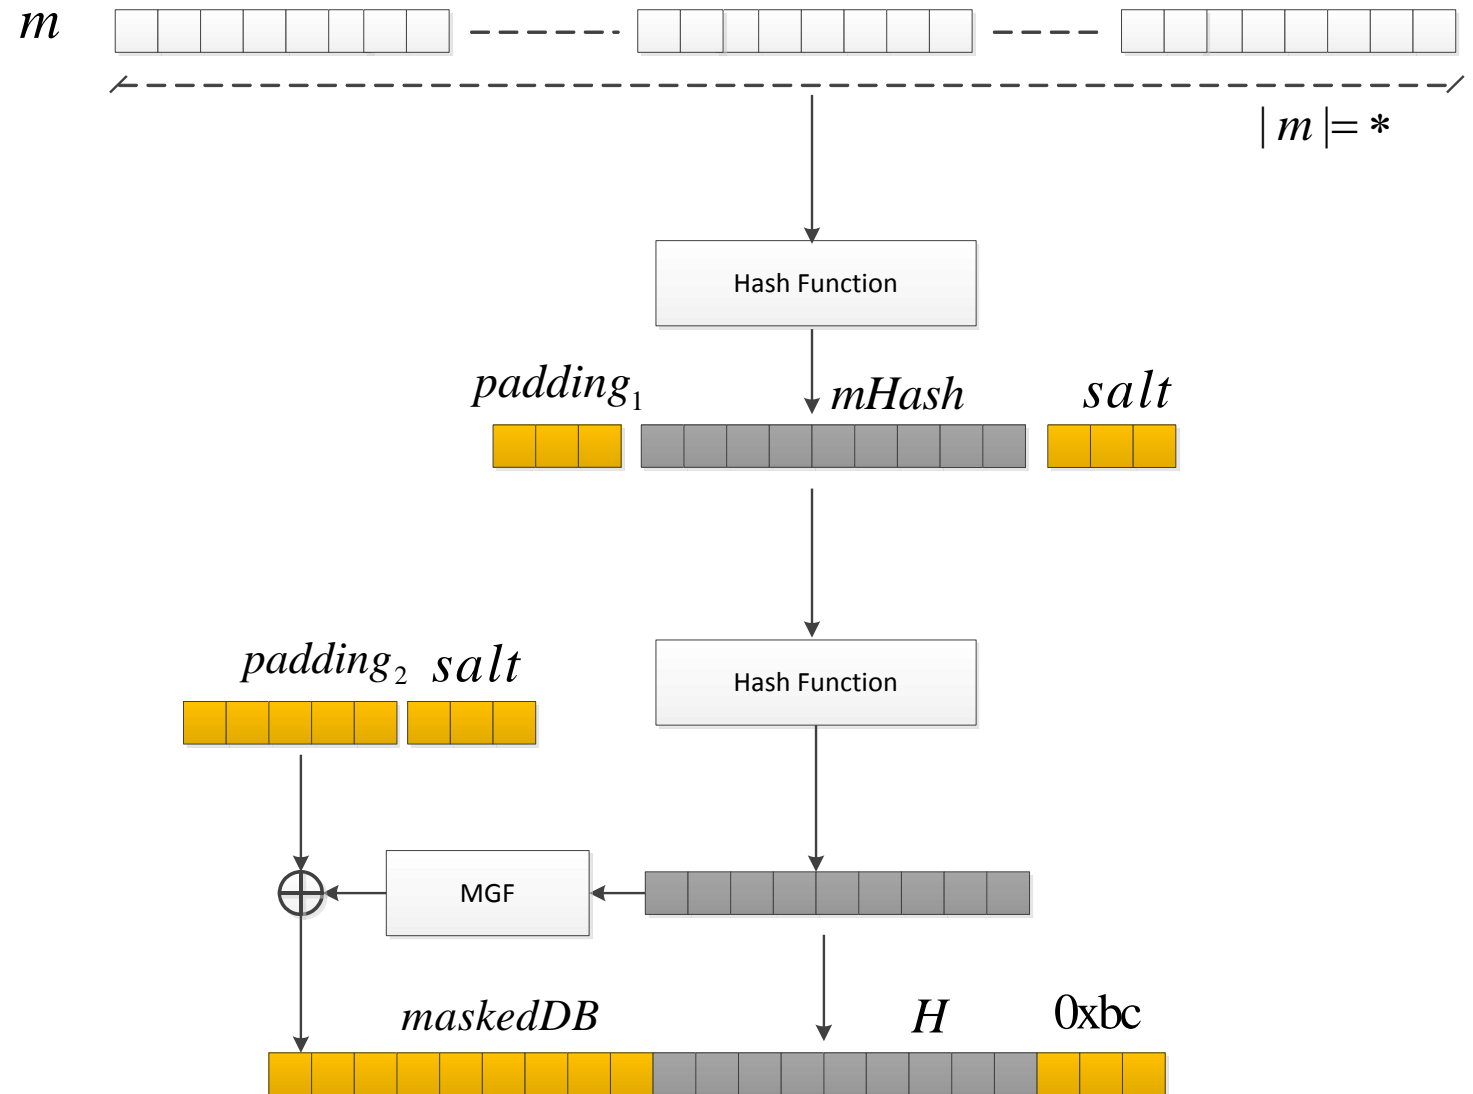 m
| m |= *
Hash Function
padding₁ mHash salt
padding₂ salt
Hash Function
MGF
maskedDB H 0xbc